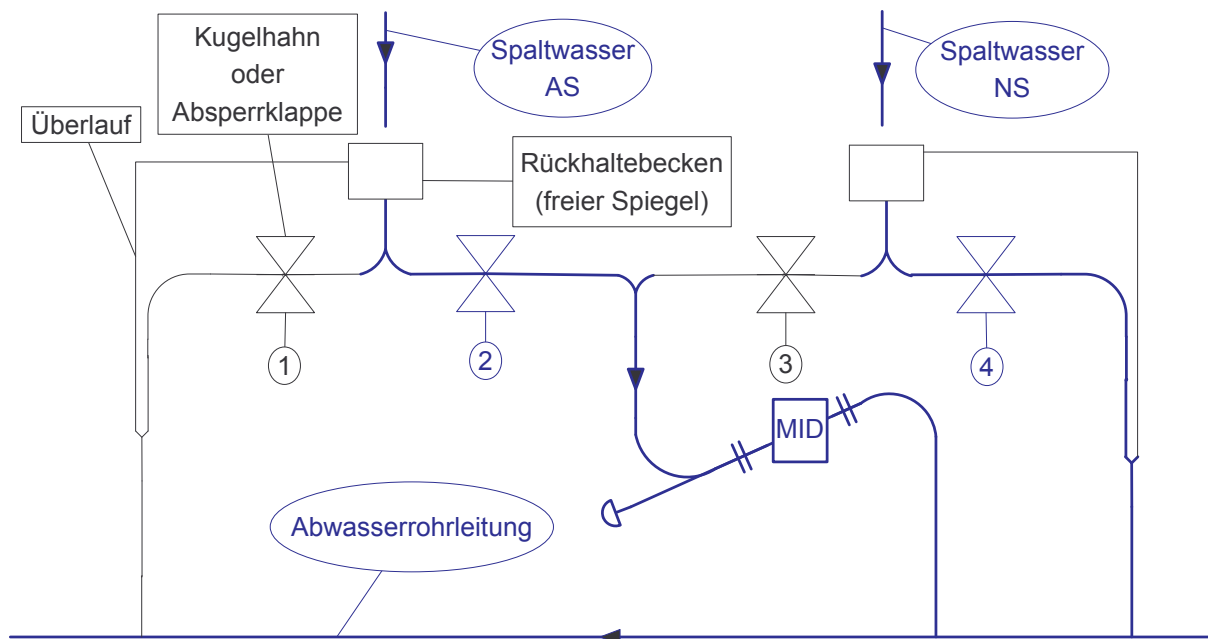 Kugelhahn
oder
Absperrklappe
Spaltwasser
AS
Spaltwasser
NS
Überlauf
Rückhaltebecken
(freier Spiegel)
1
2
3
4
MID
Abwasserrohrleitung